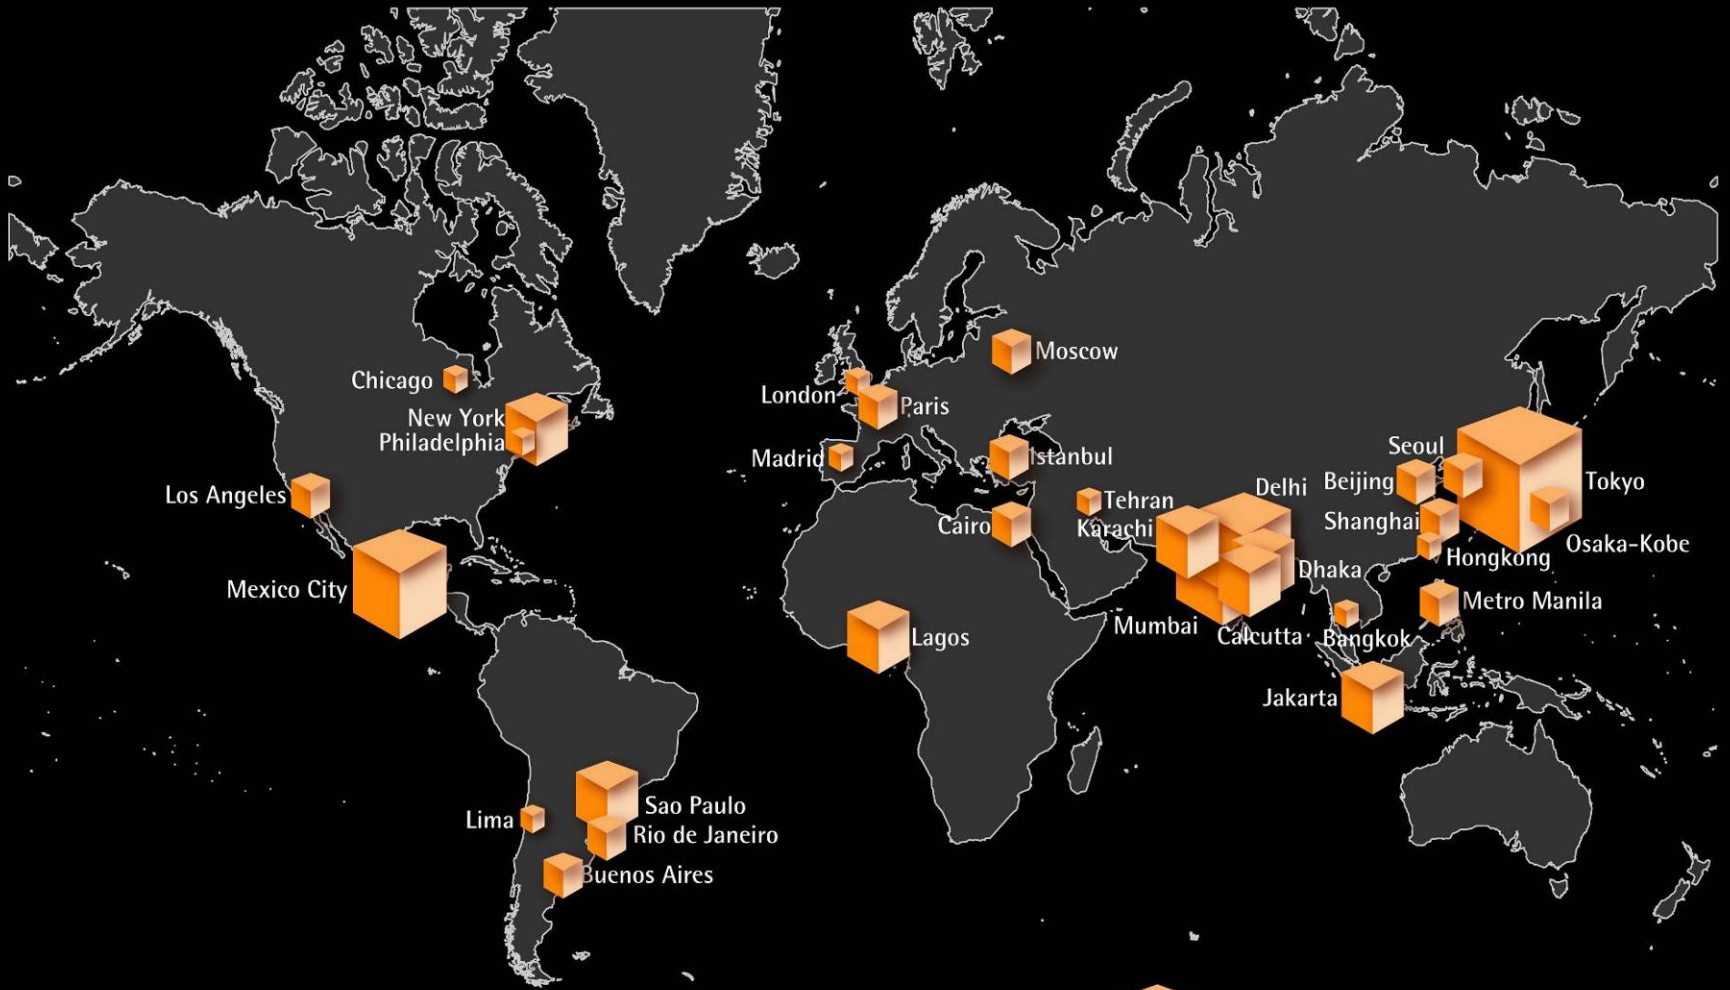 Moscow
Chicago
London
Paris
New York
Philadelphia
Madrid
Istanbul
Seoul
Beijing
Tokyo
Los Angeles
Delhi
Tehran
Cairo
Karachi
Shanghai
Osaka-Kobe
Hongkong
Dhaka
Mexico City
Metro Manila
Mumbai
Calcutta
Bangkok
Lagos
Jakarta
Sao Paulo
Lima
Rio de Janeiro
Buenos Aires